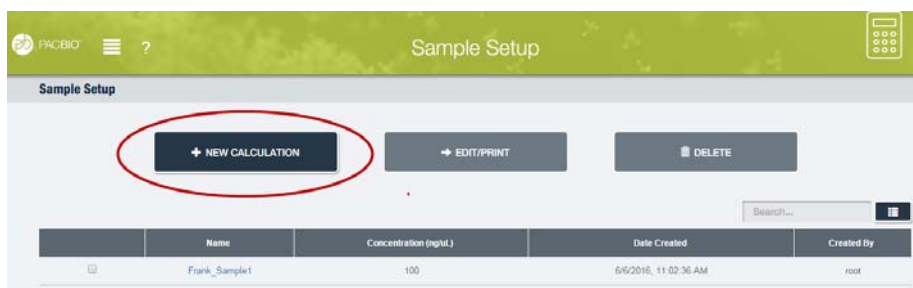 PACBIO ? Sample Setup
Sample Setup
+ NEW CALCULATION → EDIT/PRINT DELETE
Search...
Name Concentration (ng/uL) Date Created Created By
Frank_Sample1 100 6/6/2016, 11:02:36 AM root